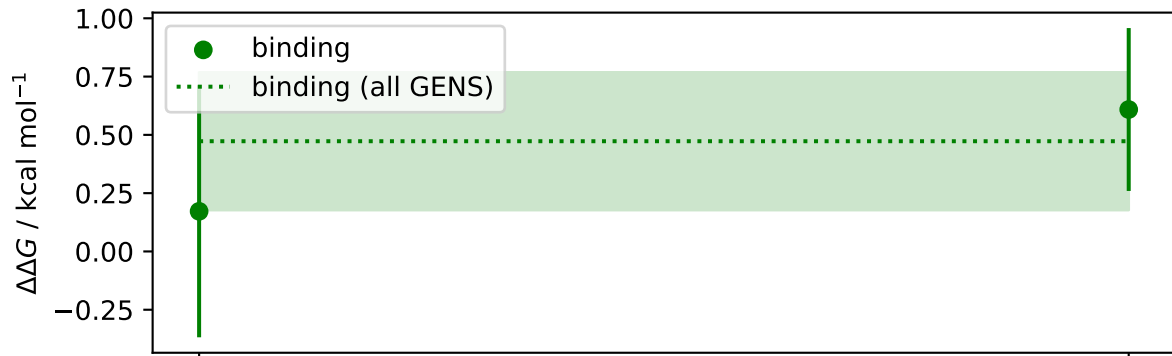 1.00
0.75
0.50
0.25
0.00
−0.25
ΔΔG / kcal mol⁻¹
binding
binding (all GENS)